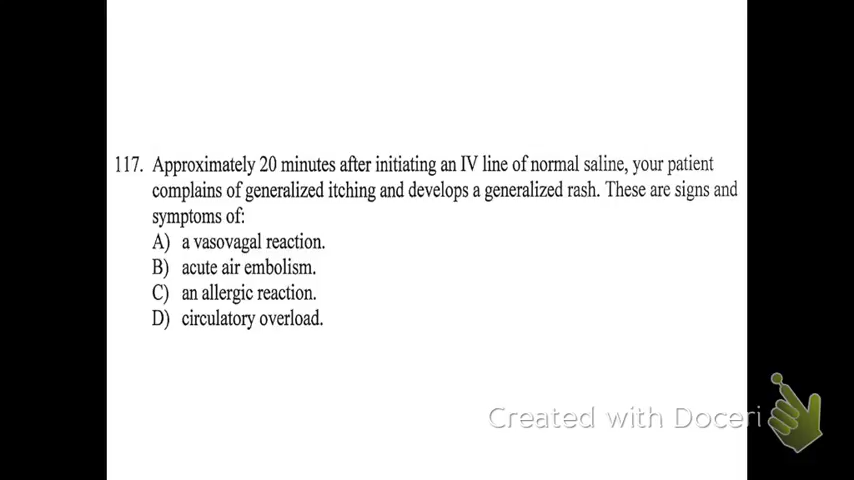 117. Approximately 20 minutes after initiating an IV line of normal saline, your patient
complains of generalized itching and develops a generalized rash. These are signs and
symptoms of:
A) a vasovagal reaction.
B) acute air embolism.
C) an allergic reaction.
D) circulatory overload.
Created with Doceri